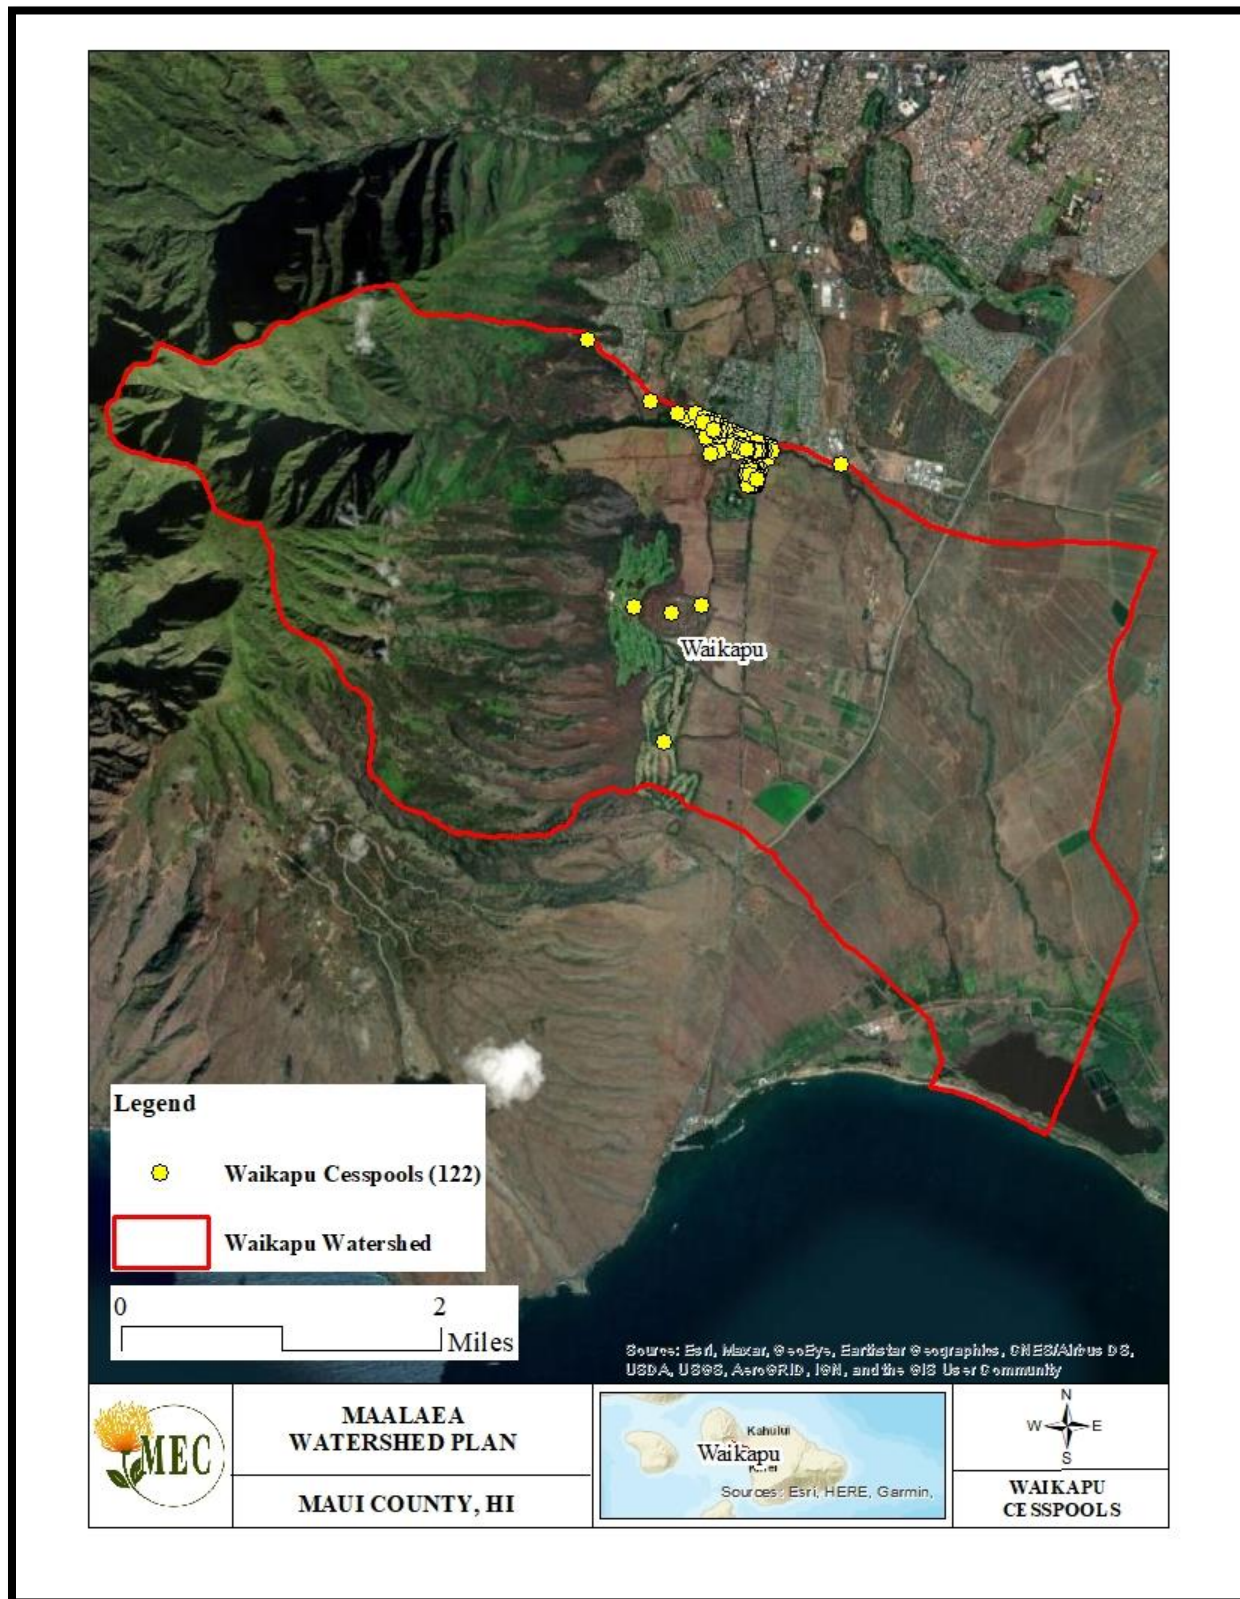 Waikapu
Legend
Waikapu Cesspools (122)
Waikapu Watershed
0 2
Miles
Source: Esri, Maxar, GeoEye, Earthstar Geographics, CNES/Airbus DS,
USDA, USGS, AeroGRID, IGN, and the GIS User Community
MEC
MAALAEA
WATERSHED PLAN
MAUI COUNTY, HI
Kahului
Waikapu
Sources: Esri, HERE, Garmin,
N
W E
S
WAIKAPU
CESSPOOLS